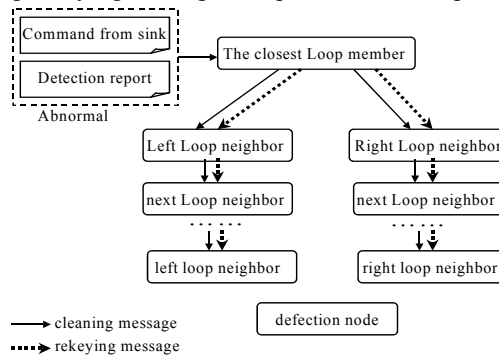 Command from sink
The closest Loop member
Detection report
Abnormal
Left Loop neighbor
Right Loop neighbor
next Loop neighbor
next Loop neighbor
left loop neighbor
right loop neighbor
defection node
cleaning message
rekeying message